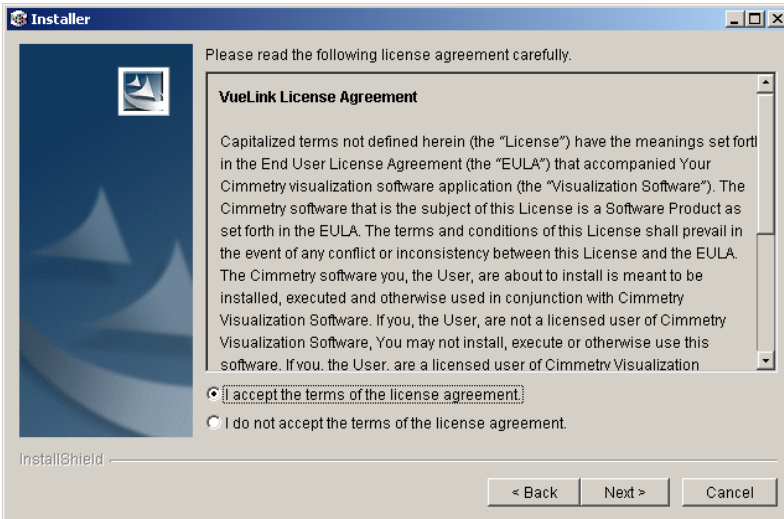 Installer
Please read the following license agreement carefully.
VueLink License Agreement
Capitalized terms not defined herein (the "License") have the meanings set forth
in the End User License Agreement (the "EULA") that accompanied Your
Cimmetry visualization software application (the "Visualization Software"). The
Cimmetry software that is the subject of this License is a Software Product as
set forth in the EULA. The terms and conditions of this License shall prevail in
the event of any conflict or inconsistency between this License and the EULA.
The Cimmetry software you, the User, are about to install is meant to be
installed, executed and otherwise used in conjunction with Cimmetry
Visualization Software. If you, the User, are not a licensed user of Cimmetry
Visualization Software, You may not install, execute or otherwise use this
software. If you, the User, are a licensed user of Cimmetry Visualization
I accept the terms of the license agreement.
I do not accept the terms of the license agreement.
InstallShield
< Back
Next >
Cancel